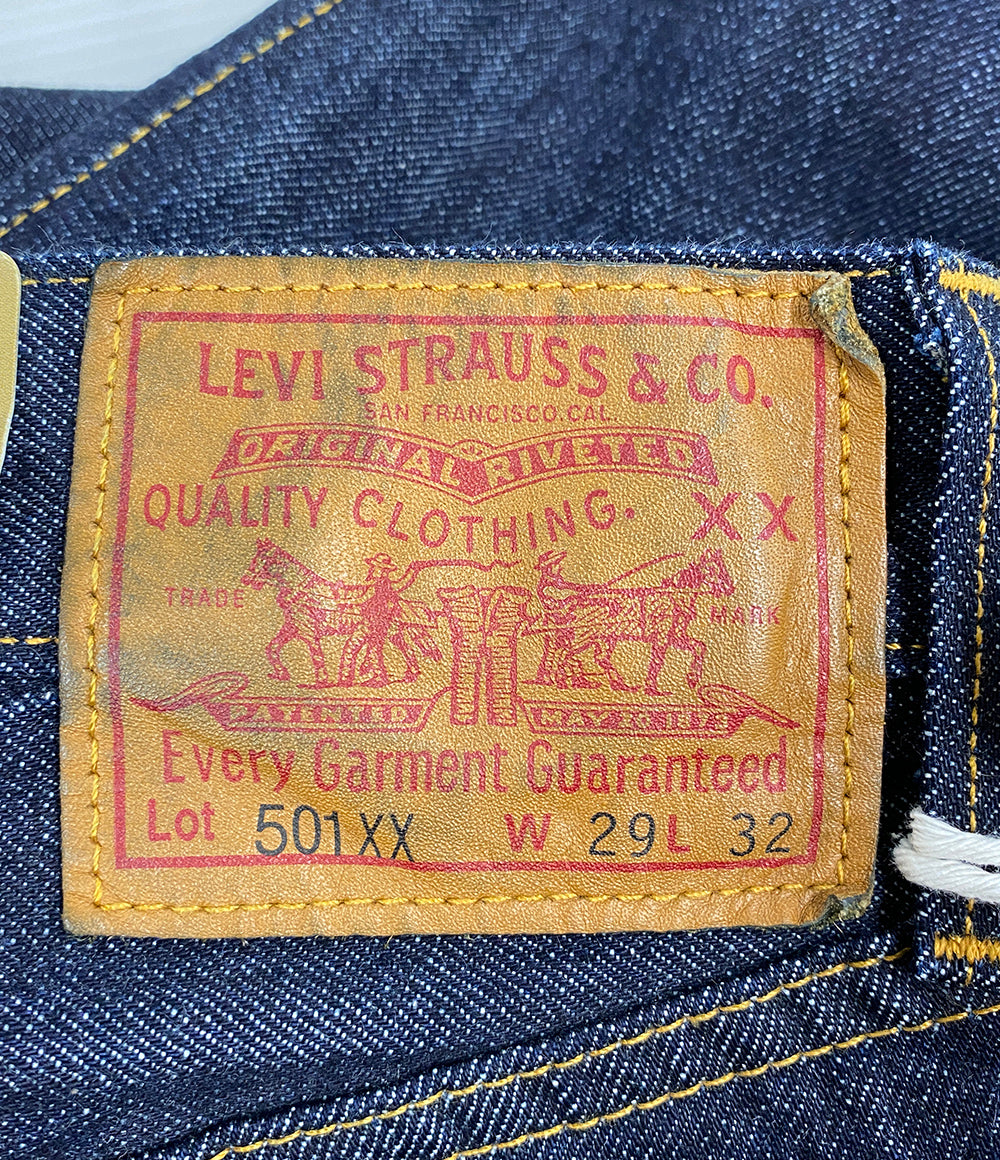 LEVI STRAUSS & CO.
SAN FRANCISCO.CAL.
ORIGINAL RIVETED
QUALITY CLOTHING. XX
TRADE MARK
PATENTED MAY 20 1873
Every Garment Guaranteed
Lot 501XX W 29 L 32